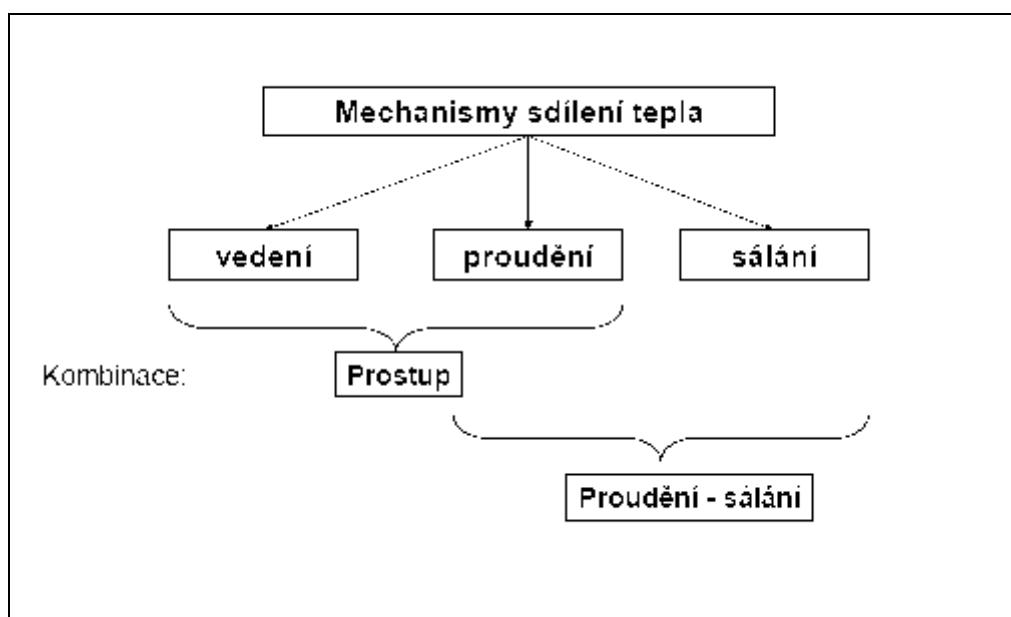 Mechanismy sdílení tepla
vedení
proudění
sálání
Kombinace:
Prostup
Proudění - sálání